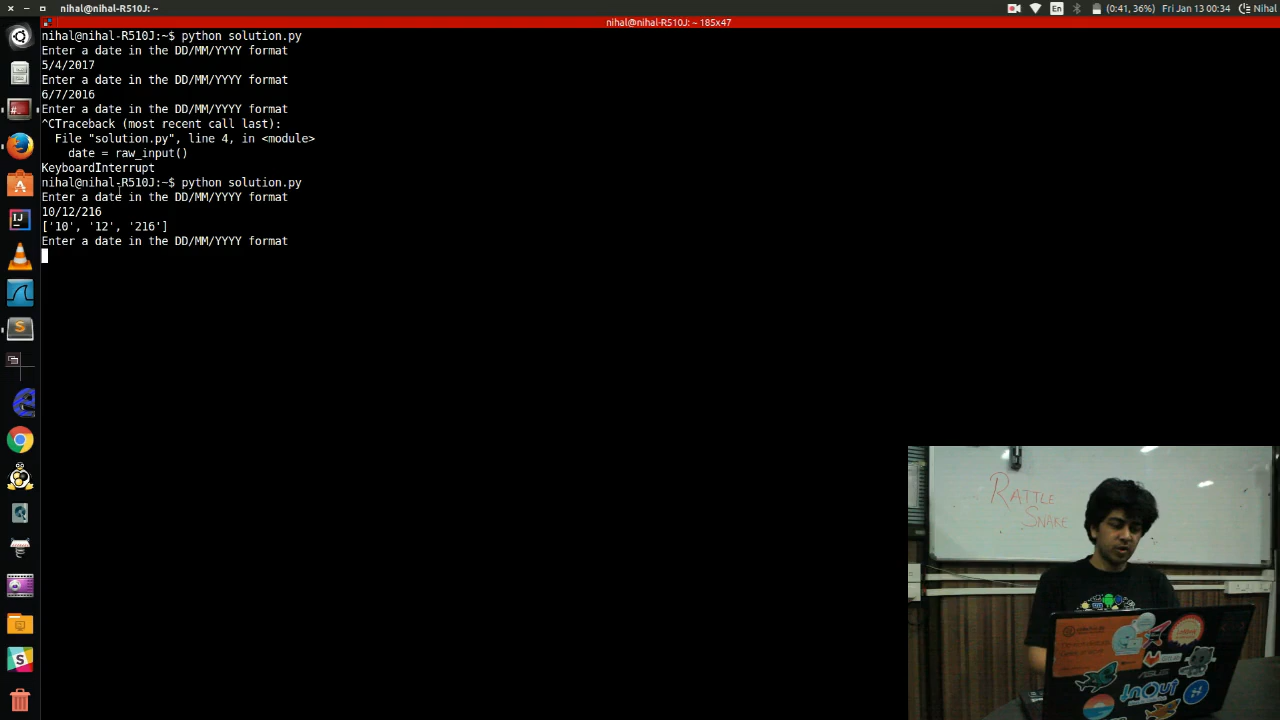 nihal@nihal-R510J: ~
(0:41, 36%) Fri Jan 13 00:34 Nihal
En
nihal@nihal-R510J: ~ 185x47
nihal@nihal-R510J:~$ python solution.py
Enter a date in the DD/MM/YYYY format
5/4/2017
Enter a date in the DD/MM/YYYY format
6/7/2016
Enter a date in the DD/MM/YYYY format
^CTraceback (most recent call last):
  File "solution.py", line 4, in <module>
    date = raw_input()
KeyboardInterrupt
nihal@nihal-R510J:~$ python solution.py
Enter a date in the DD/MM/YYYY format
10/12/216
['10', '12', '216']
Enter a date in the DD/MM/YYYY format
IJ
S
RATTLE
SNAKE
ASUS
InOut
H